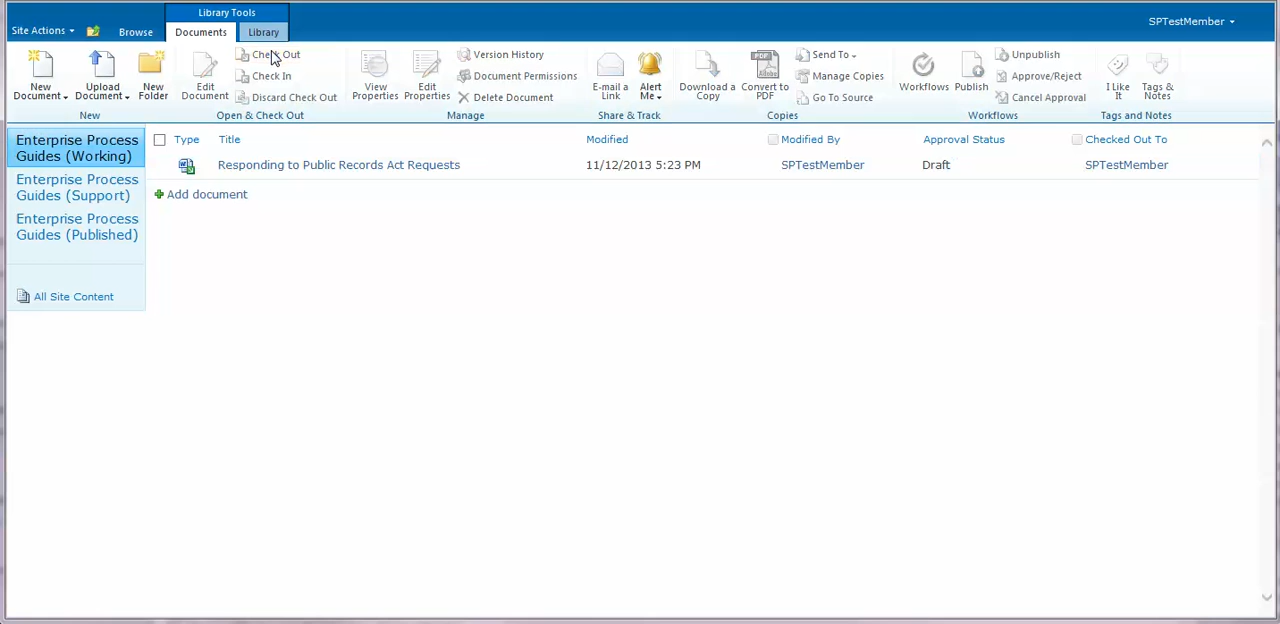 Library Tools
Site Actions Browse Documents Library SPTestMember
New Document
Upload Document
New Folder
Edit Document
Check Out
Check In
Discard Check Out
View Properties
Edit Properties
Version History
Document Permissions
Delete Document
E-mail a Link
Alert Me
Download a Copy
Convert to PDF
Send To
Manage Copies
Go To Source
Workflows
Publish
Unpublish
Approve/Reject
Cancel Approval
I Like It
Tags & Notes
New Open & Check Out Manage Share & Track Copies Workflows Tags and Notes
Enterprise Process
Guides (Working)
Enterprise Process
Guides (Support)
Enterprise Process
Guides (Published)
All Site Content
Type Title Modified Modified By Approval Status Checked Out To
Responding to Public Records Act Requests 11/12/2013 5:23 PM SPTestMember Draft SPTestMember
Add document